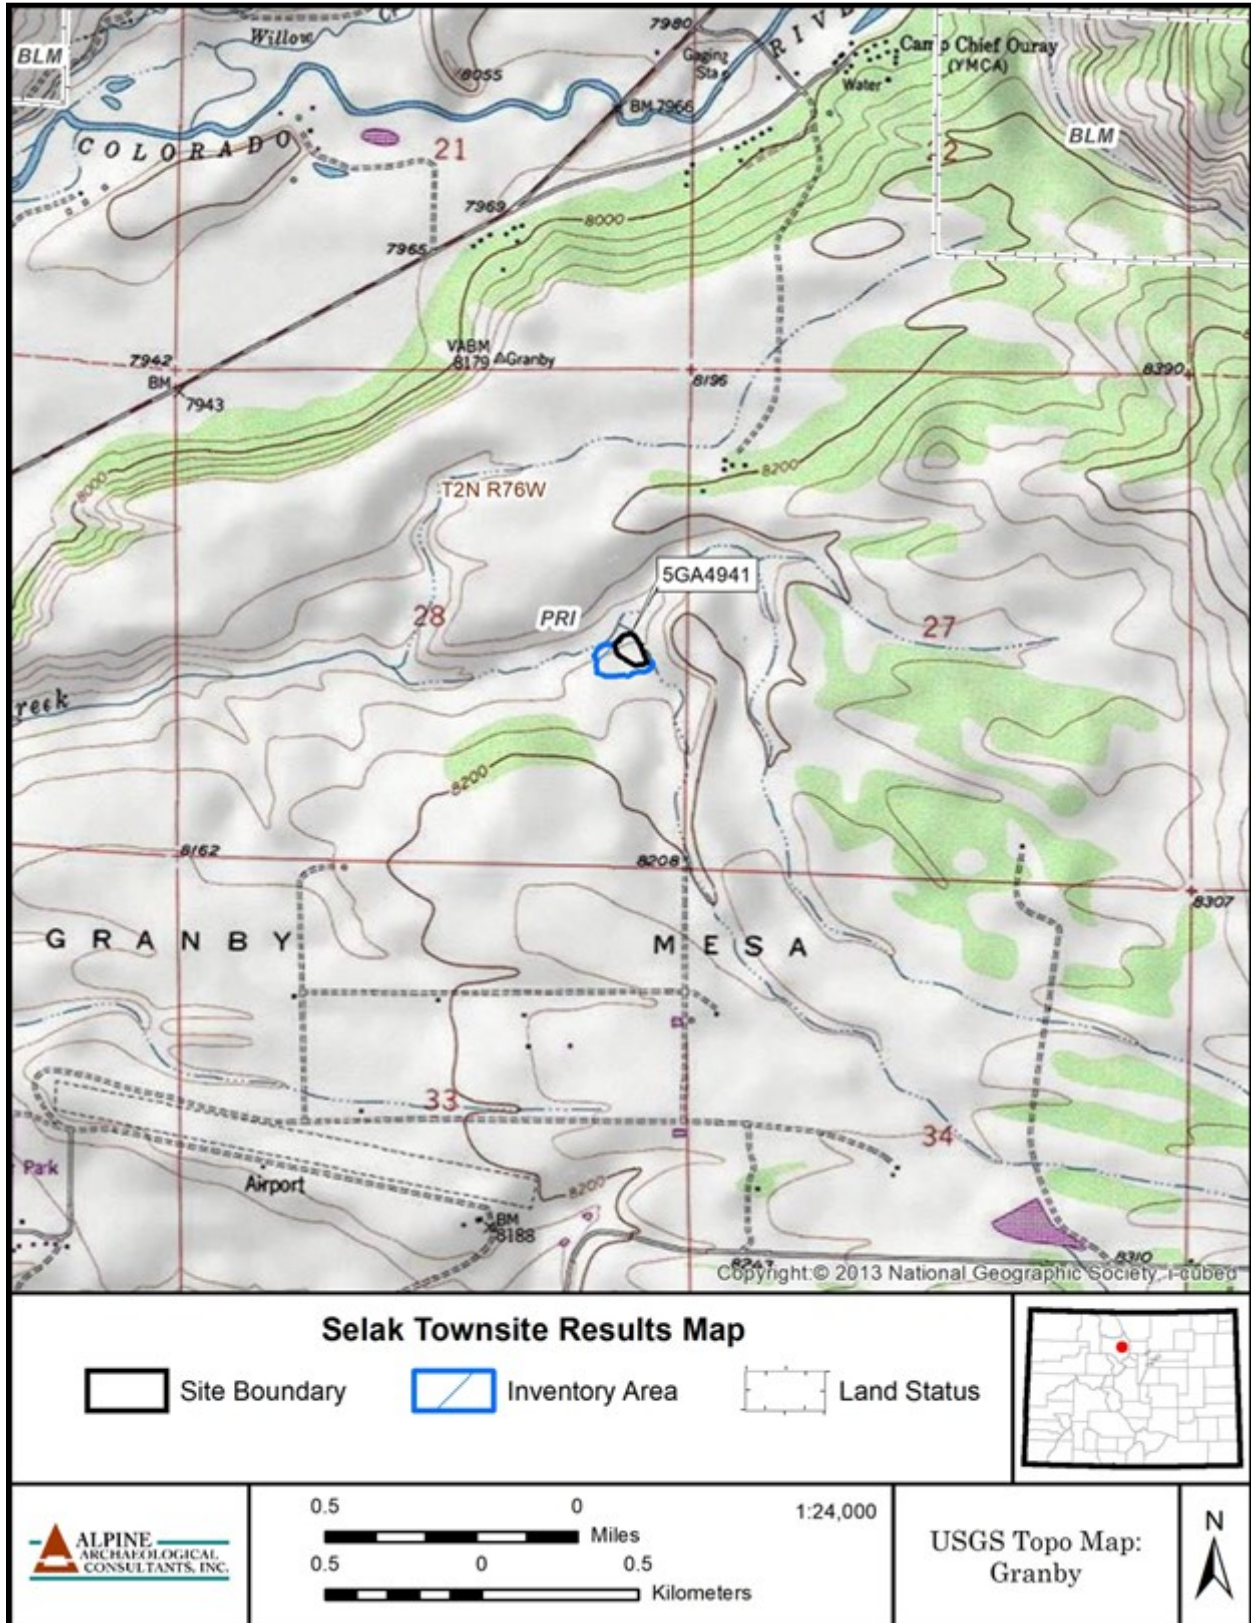 BLM
Willow
7980
RIVE
Gaging
Sta
Camp Chief Ouray
(YMCA)
Water
8055
BM 7966
BLM
COLORADO
21
2
7969
8000
7965
VABM
8179 Granby
7942
BM
7943
8196
8390
8000
T2N R76W
8200
5GA4941
28
PRI
27
reek
8200
8162
8208
8307
GRANBY MESA
33
34
Park
Airport
8200
BM
8188
8310
Copyright:© 2013 National Geographic Society, i-cubed
Selak Townsite Results Map
Site Boundary
Inventory Area
Land Status
ALPINE
ARCHAEOLOGICAL
CONSULTANTS, INC.
0.5 0
Miles
0.5 0 0.5
Kilometers
1:24,000
USGS Topo Map:
Granby
N